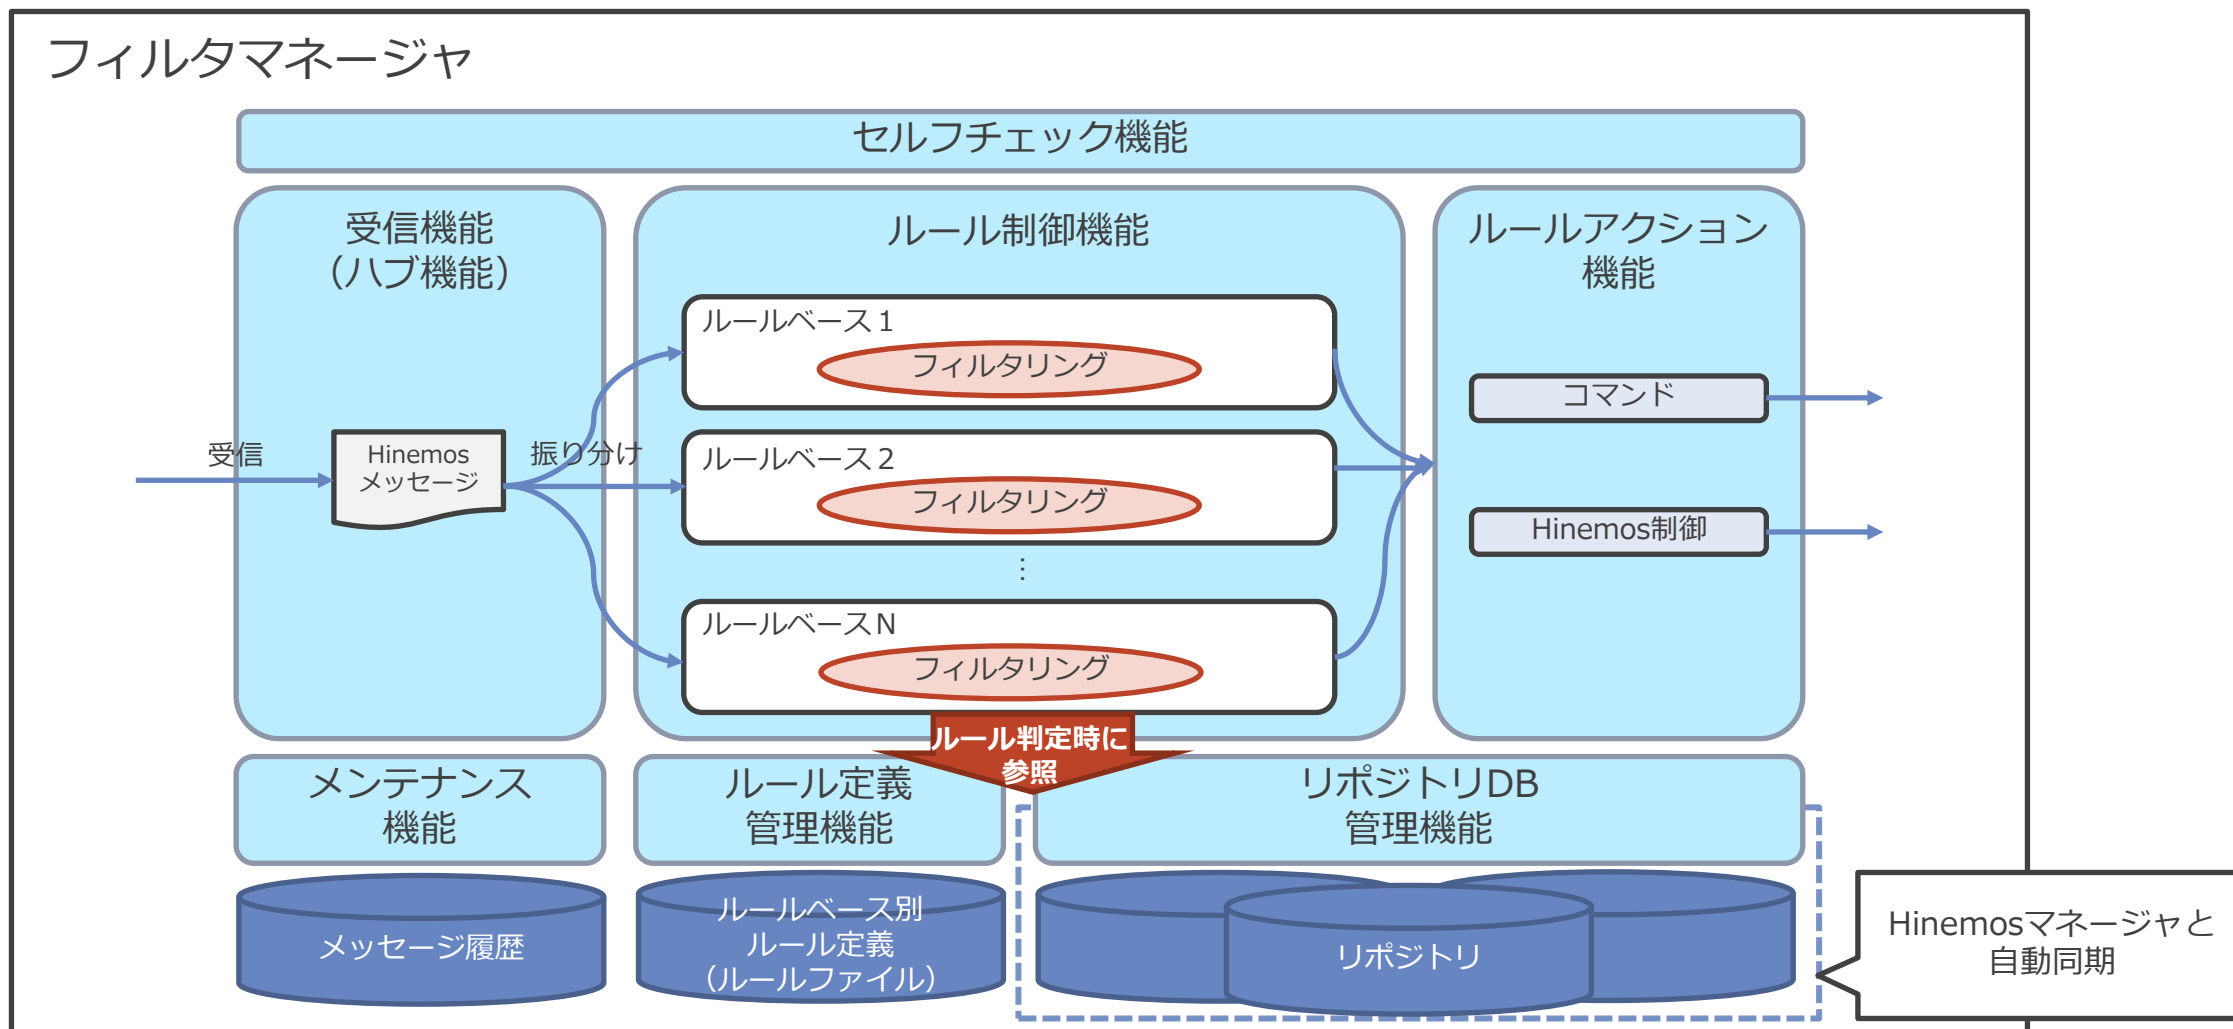 フィルタマネージャ
セルフチェック機能
受信機能
（ハブ機能）
ルール制御機能
ルールアクション
機能
ルールベース１
フィルタリング
コマンド
受信
Hinemos
メッセージ
振り分け
ルールベース２
フィルタリング
Hinemos制御
…
ルールベースＮ
フィルタリング
ルール判定時に
参照
メンテナンス
機能
ルール定義
管理機能
リポジトリDB
管理機能
メッセージ履歴
ルールベース別
ルール定義
（ルールファイル）
リポジトリ
Hinemosマネージャと
自動同期